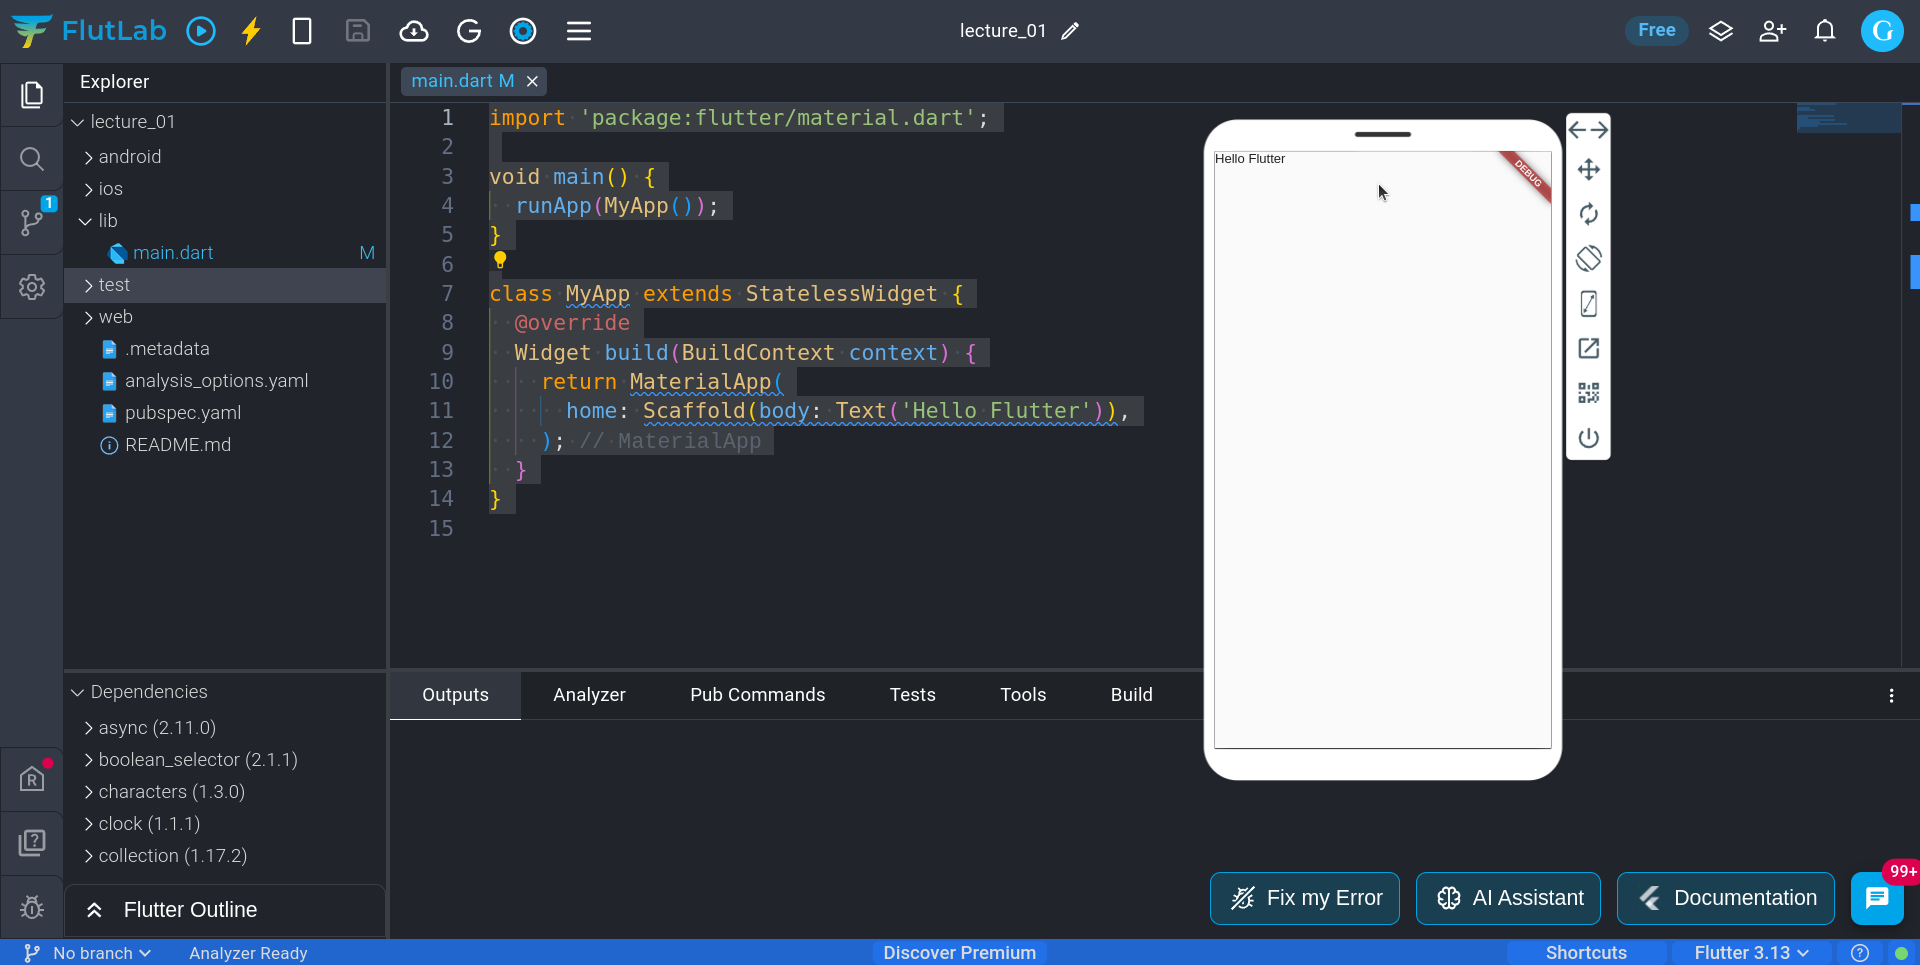 FlutLab
lecture_01
Free
G
Explorer
lecture_01
android
ios
1
lib
main.dart M
test
web
.metadata
analysis_options.yaml
pubspec.yaml
README.md
Dependencies
async (2.11.0)
boolean_selector (2.1.1)
characters (1.3.0)
clock (1.1.1)
collection (1.17.2)
R
Flutter Outline
main.dart M
1 import 'package:flutter/material.dart';
2
3 void main() {
4 runApp(MyApp());
5 }
6
7 class MyApp extends StatelessWidget {
8 @override
9 Widget build(BuildContext context) {
10 return MaterialApp(
11 home: Scaffold(body: Text('Hello Flutter')),
12 ); // MaterialApp
13 }
14 }
15
Hello Flutter
DEBUG
Outputs Analyzer Pub Commands Tests Tools Build
Fix my Error AI Assistant Documentation
99+
No branch Analyzer Ready Discover Premium Shortcuts Flutter 3.13